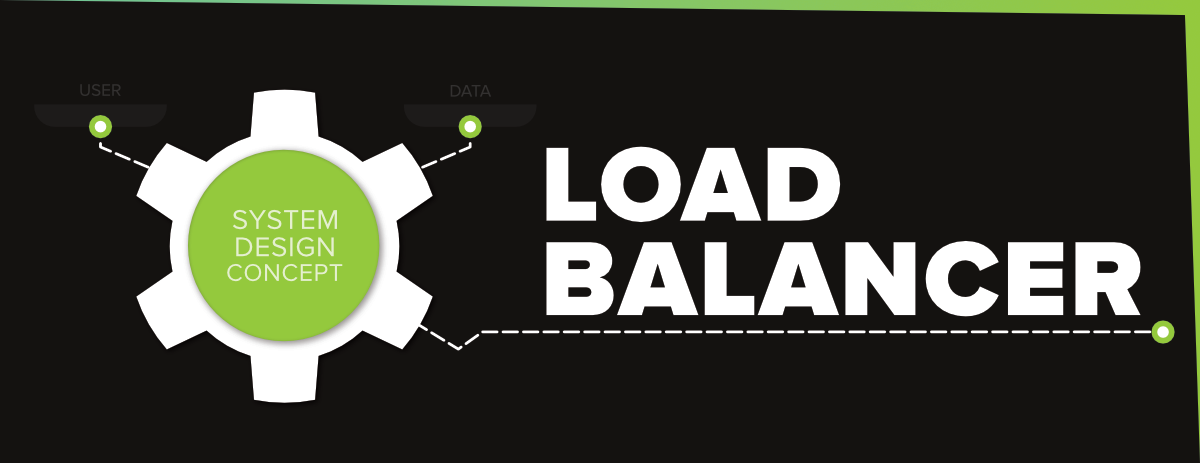 USER
DATA
SYSTEM
DESIGN
CONCEPT
LOAD
BALANCER